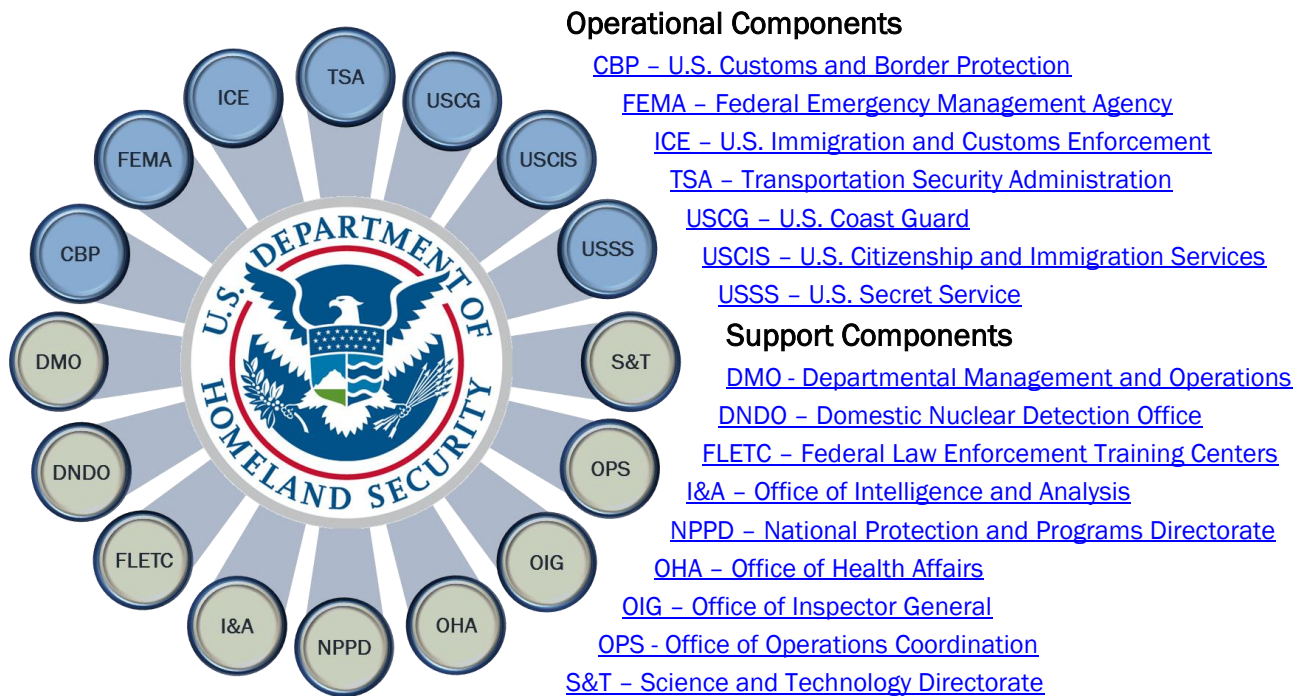 TSA
ICE
USCG
FEMA
USCIS
CBP
USSS
DMO
S&T
DNDO
OPS
FLETC
OIG
I&A
OHA
NPPD
U.S. DEPARTMENT OF
HOMELAND SECURITY
Operational Components
CBP – U.S. Customs and Border Protection
FEMA – Federal Emergency Management Agency
ICE – U.S. Immigration and Customs Enforcement
TSA – Transportation Security Administration
USCG – U.S. Coast Guard
USCIS – U.S. Citizenship and Immigration Services
USSS – U.S. Secret Service
Support Components
DMO - Departmental Management and Operations
DNDO – Domestic Nuclear Detection Office
FLETC – Federal Law Enforcement Training Centers
I&A – Office of Intelligence and Analysis
NPPD – National Protection and Programs Directorate
OHA – Office of Health Affairs
OIG – Office of Inspector General
OPS - Office of Operations Coordination
S&T – Science and Technology Directorate